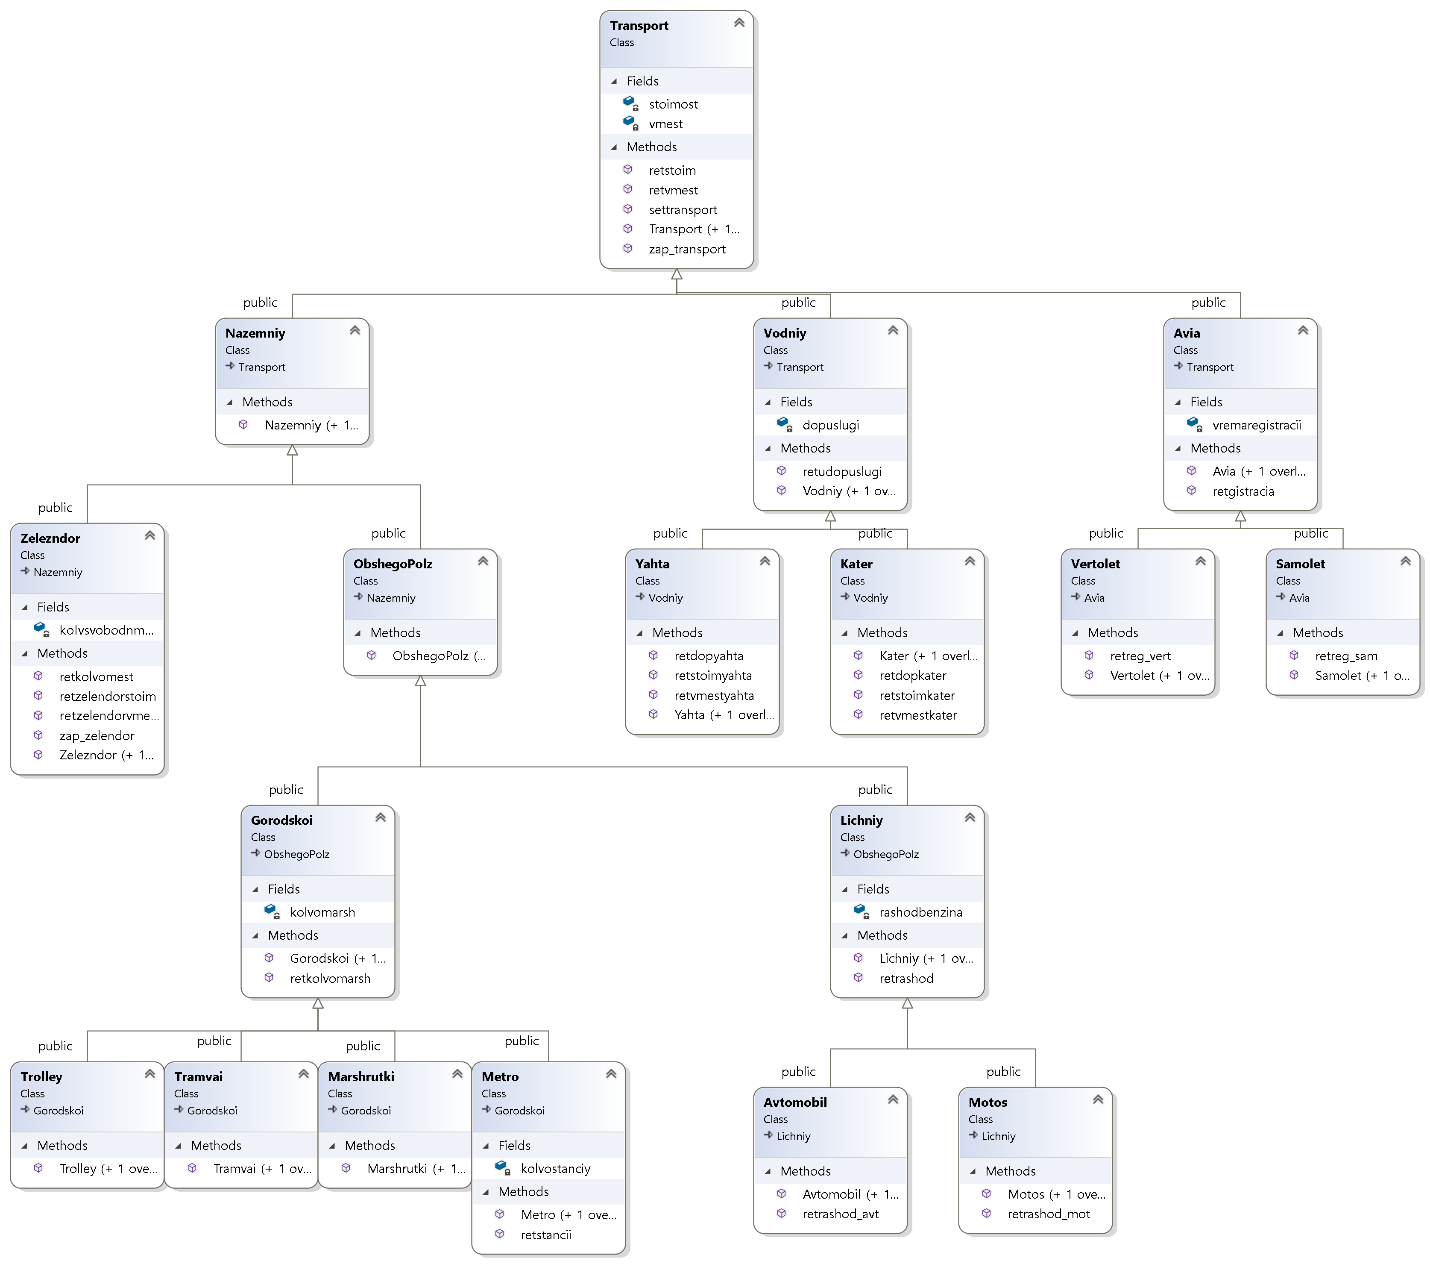 Transport
Class
Fields
stoimost
vmest
Methods
retstoim
retvmest
settransport
Transport (+ 1...
zap_transport
public
public
public
Nazemniy
Class
Transport
Methods
Nazemniy (+ 1...
Vodniy
Class
Transport
Fields
dopuslugi
Methods
retudopuslugi
Vodniy (+ 1 ov...
Avia
Class
Transport
Fields
vremaregistracii
Methods
Avia (+ 1 overl...
retgistracia
public
public
public
public
public
public
Zelezndor
Class
Nazemniy
Fields
kolvsvobodnm...
Methods
retkolvomest
retzelendorstoim
retzelendorvme...
zap_zelendor
Zelezndor (+ 1...
ObshegoPolz
Class
Nazemniy
Methods
ObshegoPolz (...
Yahta
Class
Vodniy
Methods
retdopyahta
retstoimyahta
retvmestyahta
Yahta (+ 1 overl...
Kater
Class
Vodniy
Methods
Kater (+ 1 overl...
retdopkater
retstoimkater
retvmestkater
Vertolet
Class
Avia
Methods
retreg_vert
Vertolet (+ 1 ov...
Samolet
Class
Avia
Methods
retreg_sam
Samolet (+ 1 o...
public
public
Gorodskoi
Class
ObshegoPolz
Fields
kolvomarsh
Methods
Gorodskoi (+ 1...
retkolvomarsh
Lichniy
Class
ObshegoPolz
Fields
rashodbenzina
Methods
Lichniy (+ 1 ov...
retrashod
public
public
public
public
public
public
Trolley
Class
Gorodskoi
Methods
Trolley (+ 1 ove...
Tramvai
Class
Gorodskoi
Methods
Tramvai (+ 1 ov...
Marshrutki
Class
Gorodskoi
Methods
Marshrutki (+ 1...
Metro
Class
Gorodskoi
Fields
kolvostanciy
Methods
Metro (+ 1 ove...
retstancii
Avtomobil
Class
Lichniy
Methods
Avtomobil (+ 1...
retrashod_avt
Motos
Class
Lichniy
Methods
Motos (+ 1 ove...
retrashod_mot